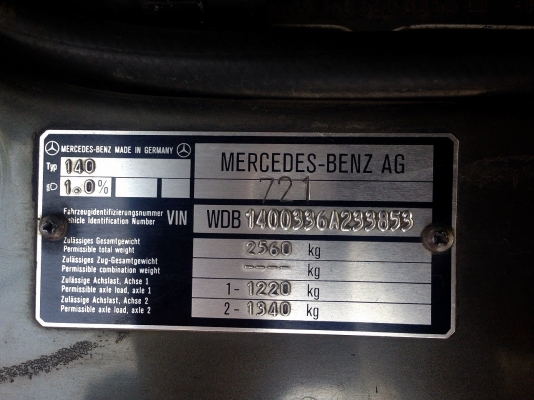 MERCEDES-BENZ MADE IN GERMANY
Typ 140
1.0%
MERCEDES-BENZ AG
721
Fahrzeugidentifizierungsnummer
Vehicle Identification Number VIN WDB 1400336A233853
Zulässiges Gesamtgewicht
Permissible total weight 2560 kg
Zulässiges Zug-Gesamtgewicht
Permissible combination weight ---- kg
Zulässige Achslast, Achse 1
Permissible axle load, axle 1 1-1220 kg
Zulässige Achslast, Achse 2
Permissible axle load, axle 2 2-1340 kg